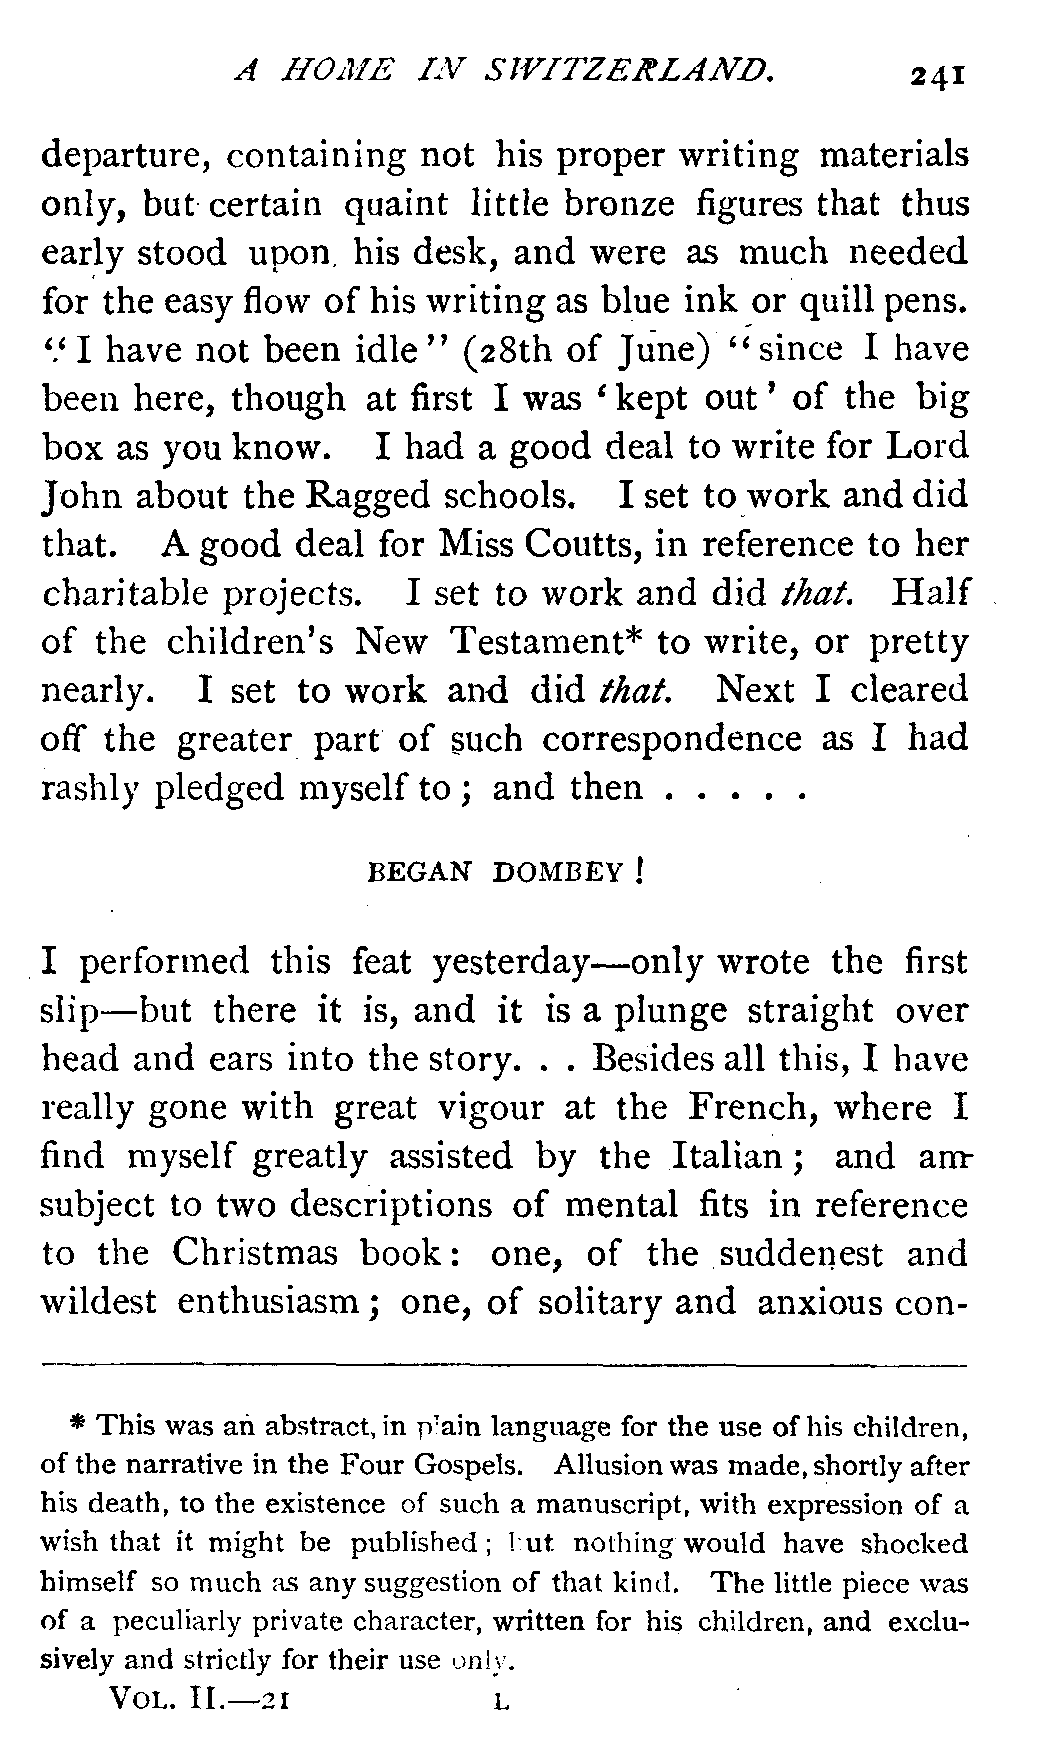 A HOME IN SWITZERLAND. 241
departure, containing not his proper writing materials
only, but certain quaint little bronze figures that thus
early stood upon his desk, and were as much needed
for the easy flow of his writing as blue ink or quill pens.
“I have not been idle” (28th of June) “since I have
been here, though at first I was ‘kept out’ of the big
box as you know. I had a good deal to write for Lord
John about the Ragged schools. I set to work and did
that. A good deal for Miss Coutts, in reference to her
charitable projects. I set to work and did that. Half
of the children's New Testament* to write, or pretty
nearly. I set to work and did that. Next I cleared
off the greater part of such correspondence as I had
rashly pledged myself to; and then . . . . .
BEGAN DOMBEY!
I performed this feat yesterday—only wrote the first
slip—but there it is, and it is a plunge straight over
head and ears into the story. . . Besides all this, I have
really gone with great vigour at the French, where I
find myself greatly assisted by the Italian; and am
subject to two descriptions of mental fits in reference
to the Christmas book: one, of the suddenest and
wildest enthusiasm; one, of solitary and anxious con-
* This was an abstract, in plain language for the use of his children,
of the narrative in the Four Gospels. Allusion was made, shortly after
his death, to the existence of such a manuscript, with expression of a
wish that it might be published; but nothing would have shocked
himself so much as any suggestion of that kind. The little piece was
of a peculiarly private character, written for his children, and exclu-
sively and strictly for their use only.
VOL. II.—21 L